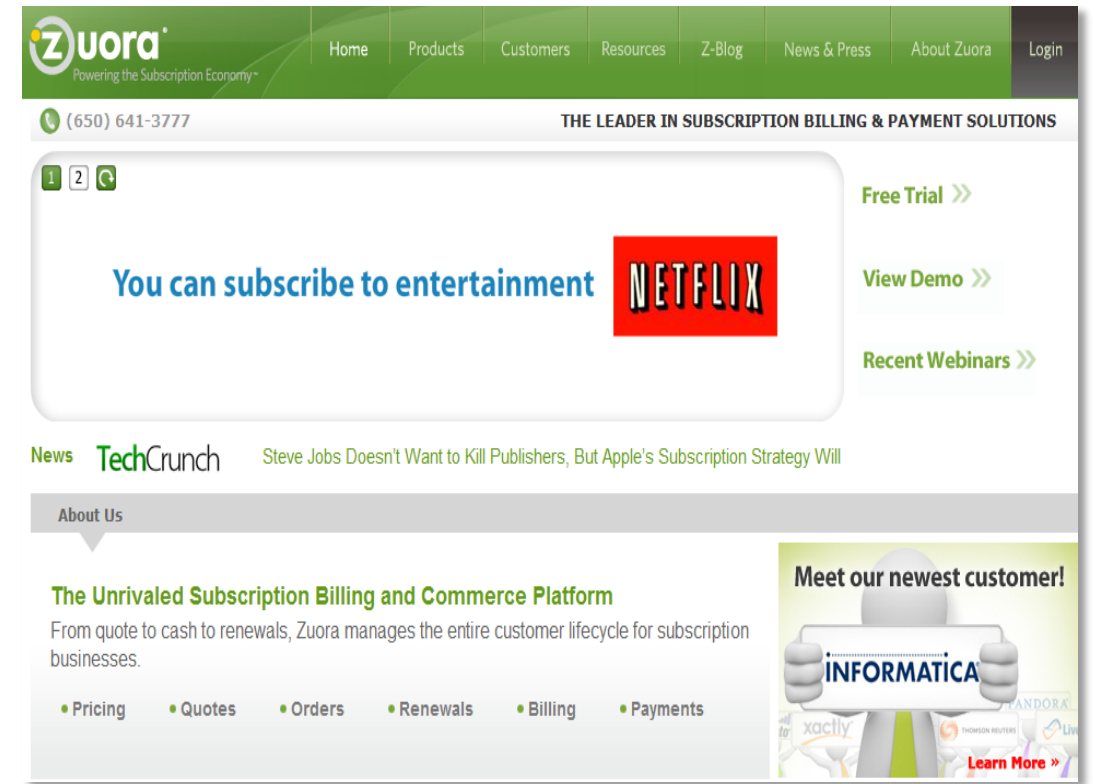 zuora®
Powering the Subscription Economy™
Home Products Customers Resources Z-Blog News & Press About Zuora Login
(650) 641-3777
THE LEADER IN SUBSCRIPTION BILLING & PAYMENT SOLUTIONS
1 2
You can subscribe to entertainment
NETFLIX
Free Trial »
View Demo »
Recent Webinars »
News TechCrunch Steve Jobs Doesn't Want to Kill Publishers, But Apple's Subscription Strategy Will
About Us
The Unrivaled Subscription Billing and Commerce Platform
From quote to cash to renewals, Zuora manages the entire customer lifecycle for subscription
businesses.
• Pricing • Quotes • Orders • Renewals • Billing • Payments
Meet our newest customer!
INFORMATICA
PANDORA
xactly THOMSON REUTERS Live
Learn More »